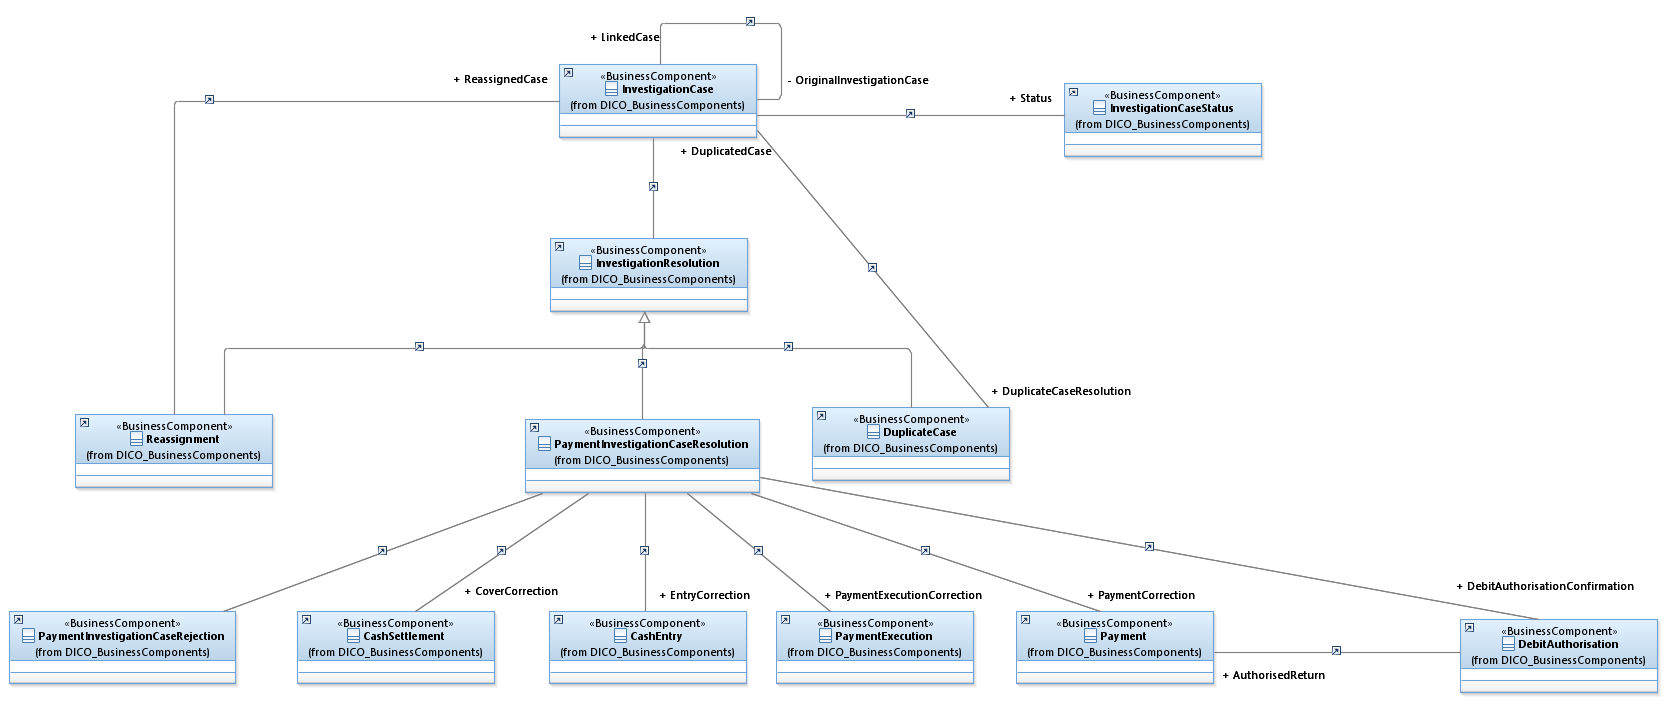 + LinkedCase
+ ReassignedCase
«BusinessComponent»
InvestigationCase
(from DICO_BusinessComponents)
- OriginalInvestigationCase
+ Status
«BusinessComponent»
InvestigationCaseStatus
(from DICO_BusinessComponents)
+ DuplicatedCase
«BusinessComponent»
InvestigationResolution
(from DICO_BusinessComponents)
+ DuplicateCaseResolution
«BusinessComponent»
Reassignment
(from DICO_BusinessComponents)
«BusinessComponent»
PaymentInvestigationCaseResolution
(from DICO_BusinessComponents)
«BusinessComponent»
DuplicateCase
(from DICO_BusinessComponents)
+ CoverCorrection
+ EntryCorrection
+ PaymentExecutionCorrection
+ PaymentCorrection
+ DebitAuthorisationConfirmation
«BusinessComponent»
PaymentInvestigationCaseRejection
(from DICO_BusinessComponents)
«BusinessComponent»
CashSettlement
(from DICO_BusinessComponents)
«BusinessComponent»
CashEntry
(from DICO_BusinessComponents)
«BusinessComponent»
PaymentExecution
(from DICO_BusinessComponents)
«BusinessComponent»
Payment
(from DICO_BusinessComponents)
«BusinessComponent»
DebitAuthorisation
(from DICO_BusinessComponents)
+ AuthorisedReturn